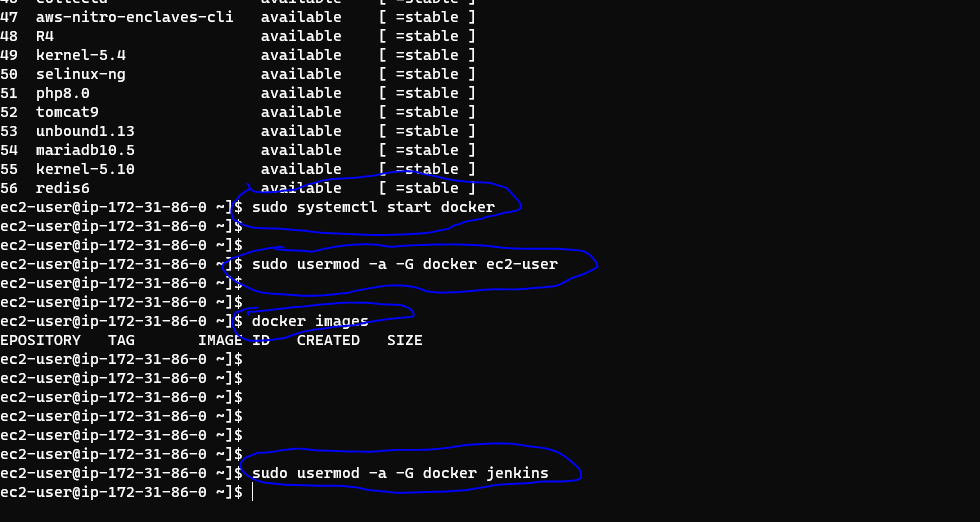 47 aws-nitro-enclaves-cli available [ =stable ]
48 R4 available [ =stable ]
49 kernel-5.4 available [ =stable ]
50 selinux-ng available [ =stable ]
51 php8.0 available [ =stable ]
52 tomcat9 available [ =stable ]
53 unbound1.13 available [ =stable ]
54 mariadb10.5 available [ =stable ]
55 kernel-5.10 available [ =stable ]
56 redis6 available [ =stable ]
ec2-user@ip-172-31-86-0 ~]$ sudo systemctl start docker
ec2-user@ip-172-31-86-0 ~]$
ec2-user@ip-172-31-86-0 ~]$
ec2-user@ip-172-31-86-0 ~]$ sudo usermod -a -G docker ec2-user
ec2-user@ip-172-31-86-0 ~]$
ec2-user@ip-172-31-86-0 ~]$
ec2-user@ip-172-31-86-0 ~]$ docker images
EPOSITORY TAG IMAGE ID CREATED SIZE
ec2-user@ip-172-31-86-0 ~]$
ec2-user@ip-172-31-86-0 ~]$
ec2-user@ip-172-31-86-0 ~]$
ec2-user@ip-172-31-86-0 ~]$
ec2-user@ip-172-31-86-0 ~]$
ec2-user@ip-172-31-86-0 ~]$
ec2-user@ip-172-31-86-0 ~]$ sudo usermod -a -G docker jenkins
ec2-user@ip-172-31-86-0 ~]$